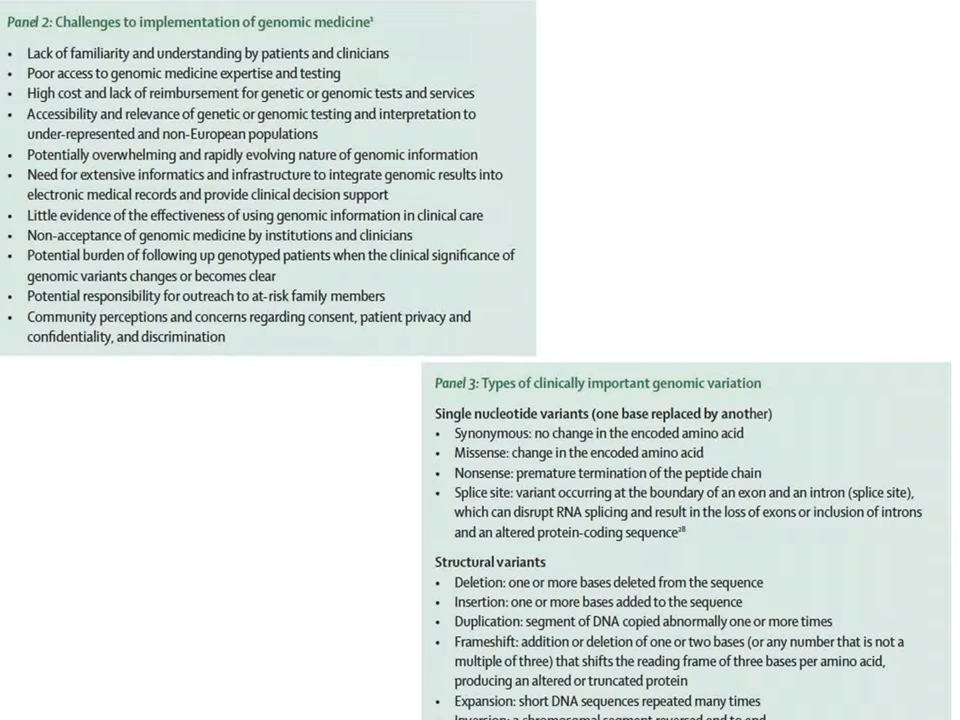 Panel 2: Challenges to implementation of genomic medicine¹
• Lack of familiarity and understanding by patients and clinicians
• Poor access to genomic medicine expertise and testing
• High cost and lack of reimbursement for genetic or genomic tests and services
• Accessibility and relevance of genetic or genomic testing and interpretation to
under-represented and non-European populations
• Potentially overwhelming and rapidly evolving nature of genomic information
• Need for extensive informatics and infrastructure to integrate genomic results into
electronic medical records and provide clinical decision support
• Little evidence of the effectiveness of using genomic information in clinical care
• Non-acceptance of genomic medicine by institutions and clinicians
• Potential burden of following up genotyped patients when the clinical significance of
genomic variants changes or becomes clear
• Potential responsibility for outreach to at-risk family members
• Community perceptions and concerns regarding consent, patient privacy and
confidentiality, and discrimination
Panel 3: Types of clinically important genomic variation
Single nucleotide variants (one base replaced by another)
• Synonymous: no change in the encoded amino acid
• Missense: change in the encoded amino acid
• Nonsense: premature termination of the peptide chain
• Splice site: variant occurring at the boundary of an exon and an intron (splice site),
which can disrupt RNA splicing and result in the loss of exons or inclusion of introns
and an altered protein-coding sequence²⁸
Structural variants
• Deletion: one or more bases deleted from the sequence
• Insertion: one or more bases added to the sequence
• Duplication: segment of DNA copied abnormally one or more times
• Frameshift: addition or deletion of one or two bases (or any number that is not a
multiple of three) that shifts the reading frame of three bases per amino acid,
producing an altered or truncated protein
• Expansion: short DNA sequences repeated many times
Inversion: a chromosomal segment reversed end to end